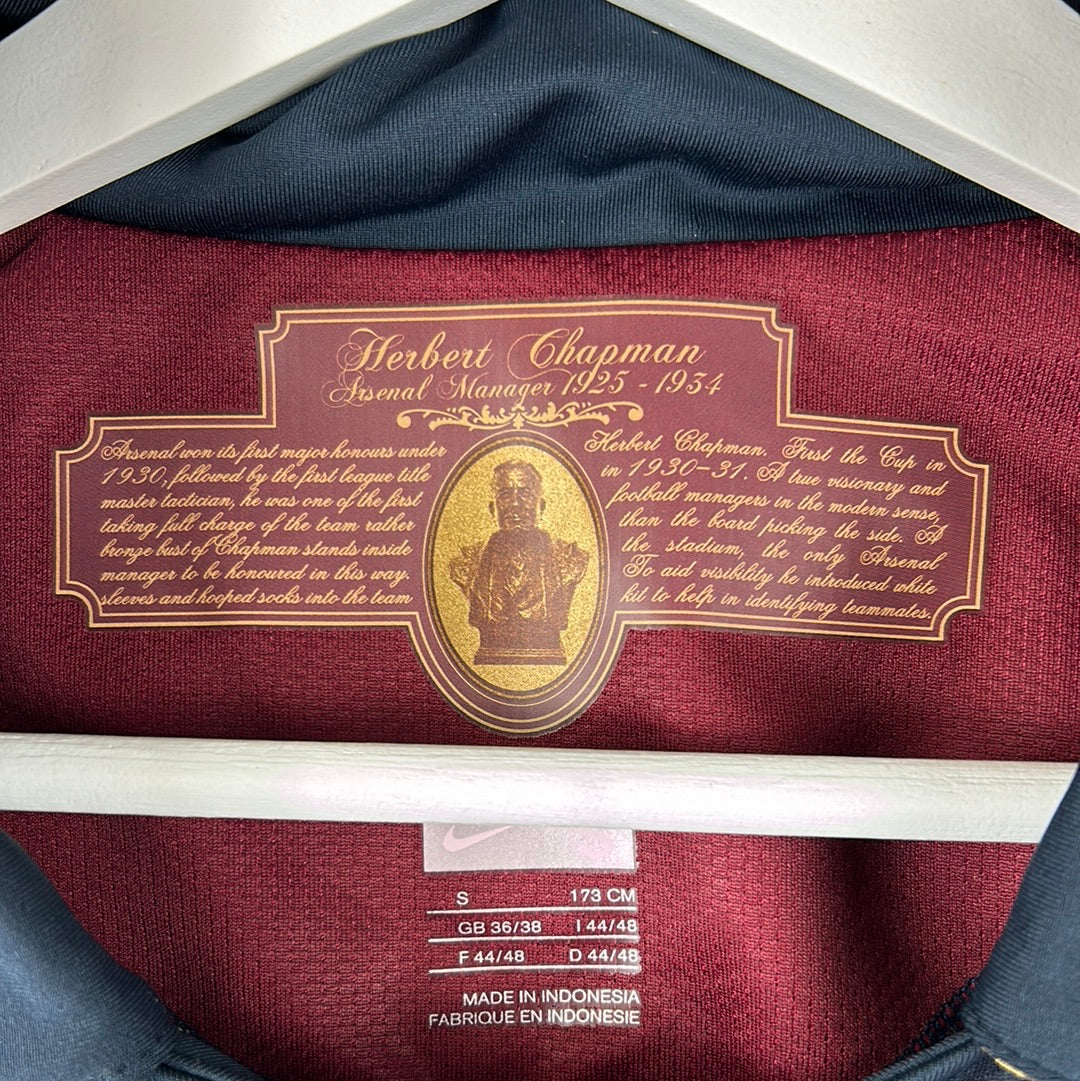 Herbert Chapman
Arsenal Manager 1925 - 1934
Arsenal won its first major honours under Herbert Chapman. First the Cup in
1930, followed by the first league title in 1930-31. A true visionary and
master tactician, he was one of the first football managers in the modern sense,
taking full charge of the team rather than the board picking the side. A
bronze bust of Chapman stands inside the stadium, the only Arsenal
manager to be honoured in this way. To aid visibility he introduced white
sleeves and hooped socks into the team kit to help in identifying teammates.
S 173 CM
GB 36/38 I 44/48
F 44/48 D 44/48
MADE IN INDONESIA
FABRIQUE EN INDONESIE